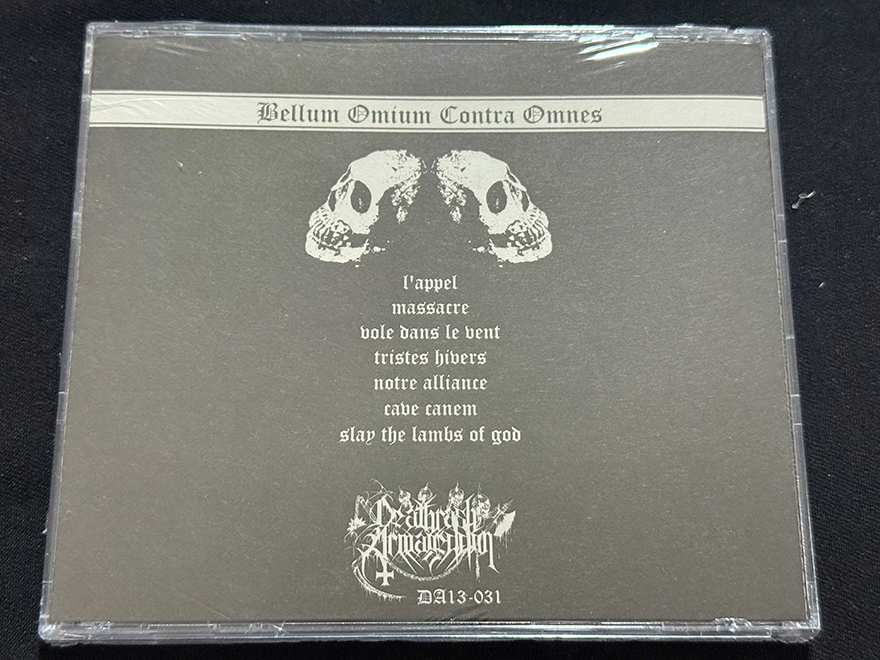 Bellum Omium Contra Omnes
l'appel
massacre
vole dans le vent
tristes hivers
notre alliance
cave canem
slay the lambs of god
Deathrash
Armageddon
DA13-031